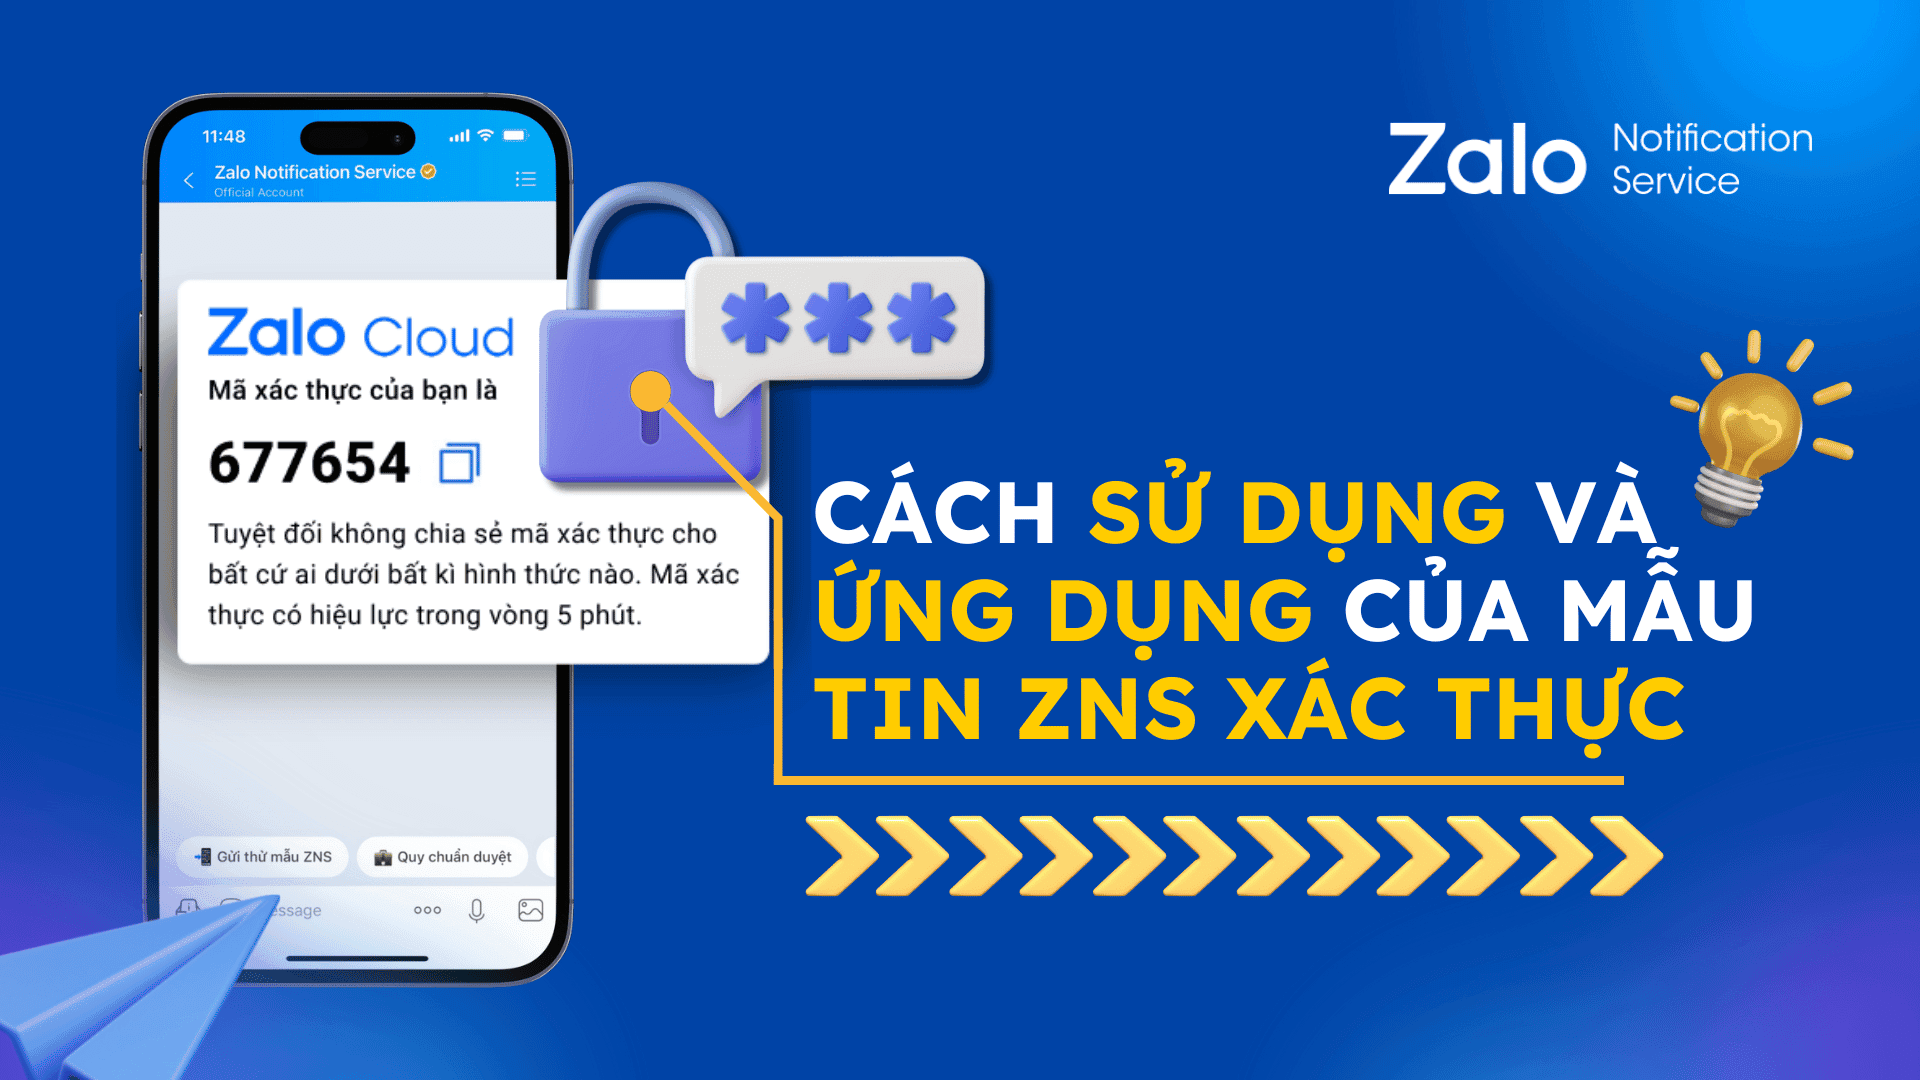 11:48
Zalo Notification Service
Official Account
Zalo Cloud
Mã xác thực của bạn là
677654
Tuyệt đối không chia sẻ mã xác thực cho
bất cứ ai dưới bất kì hình thức nào. Mã xác
thực có hiệu lực trong vòng 5 phút.
Gửi thử mẫu ZNS
Quy chuẩn duyệt
***
Zalo Notification
Service
CÁCH SỬ DỤNG VÀ
ỨNG DỤNG CỦA MẪU
TIN ZNS XÁC THỰC